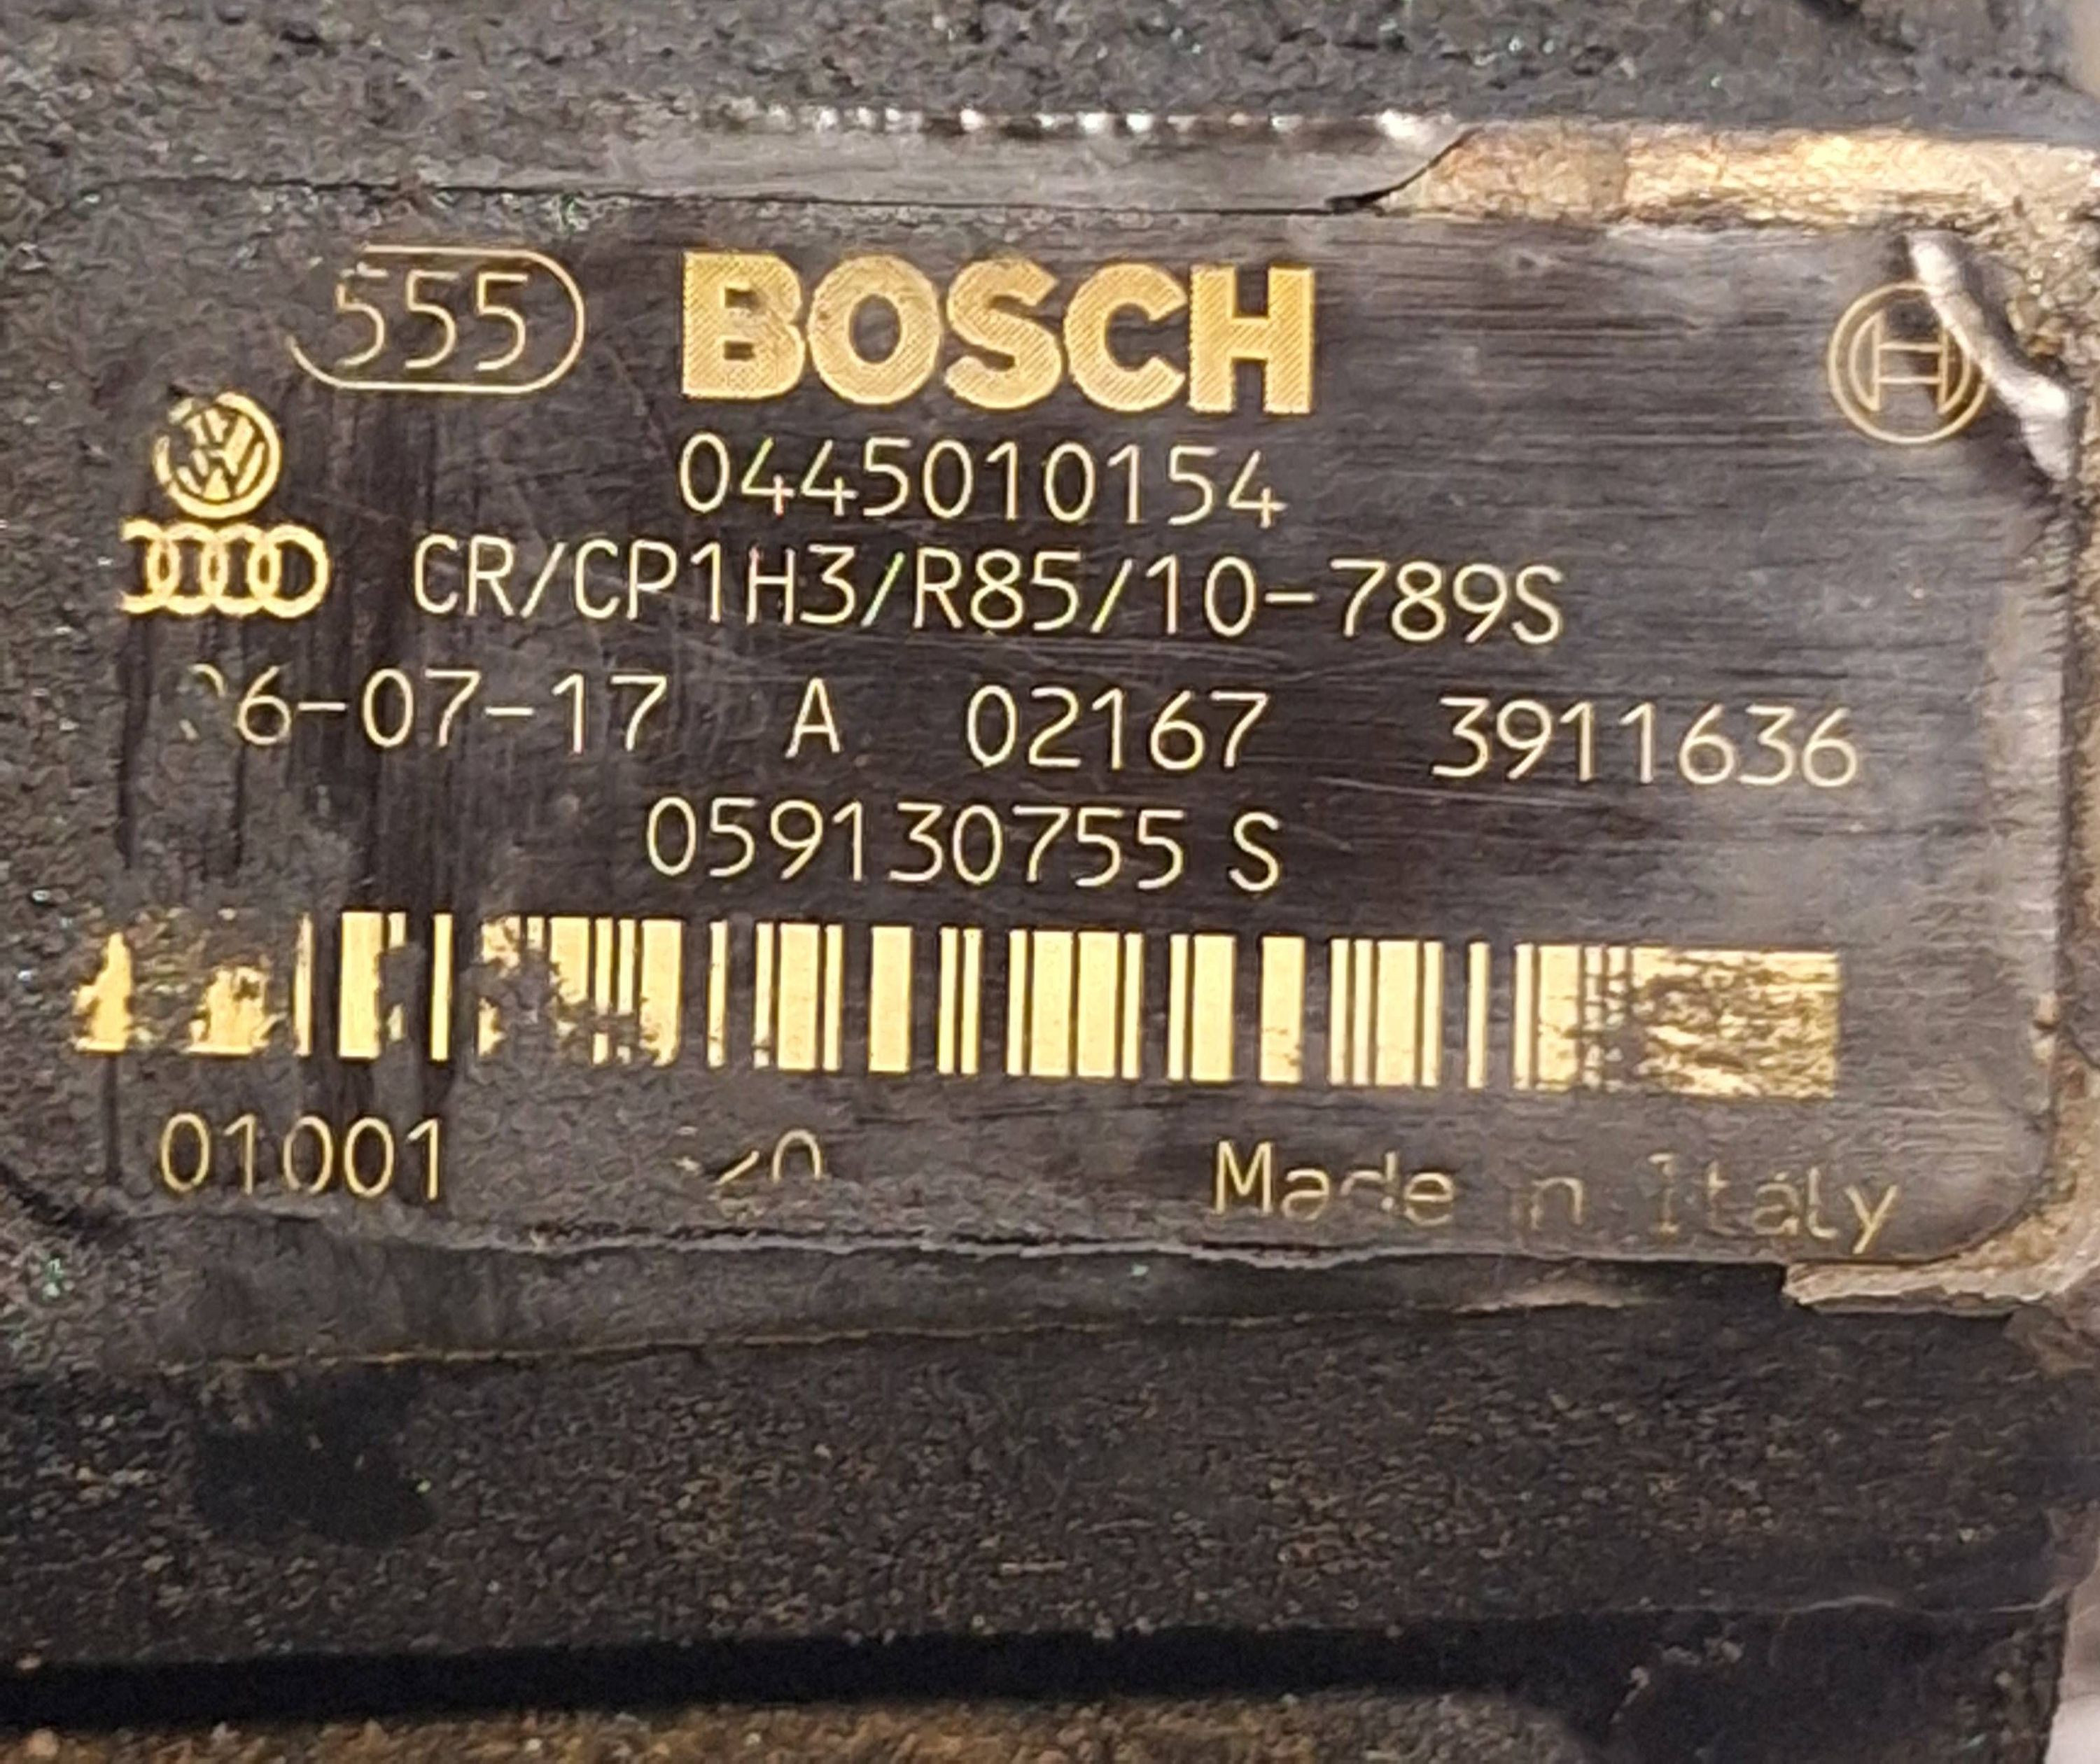 555 BOSCH
0445010154
CR/CP1H3/R85/10-789S
6-07-17 A 02167 3911636
059130755 S
01001 Made in Italy